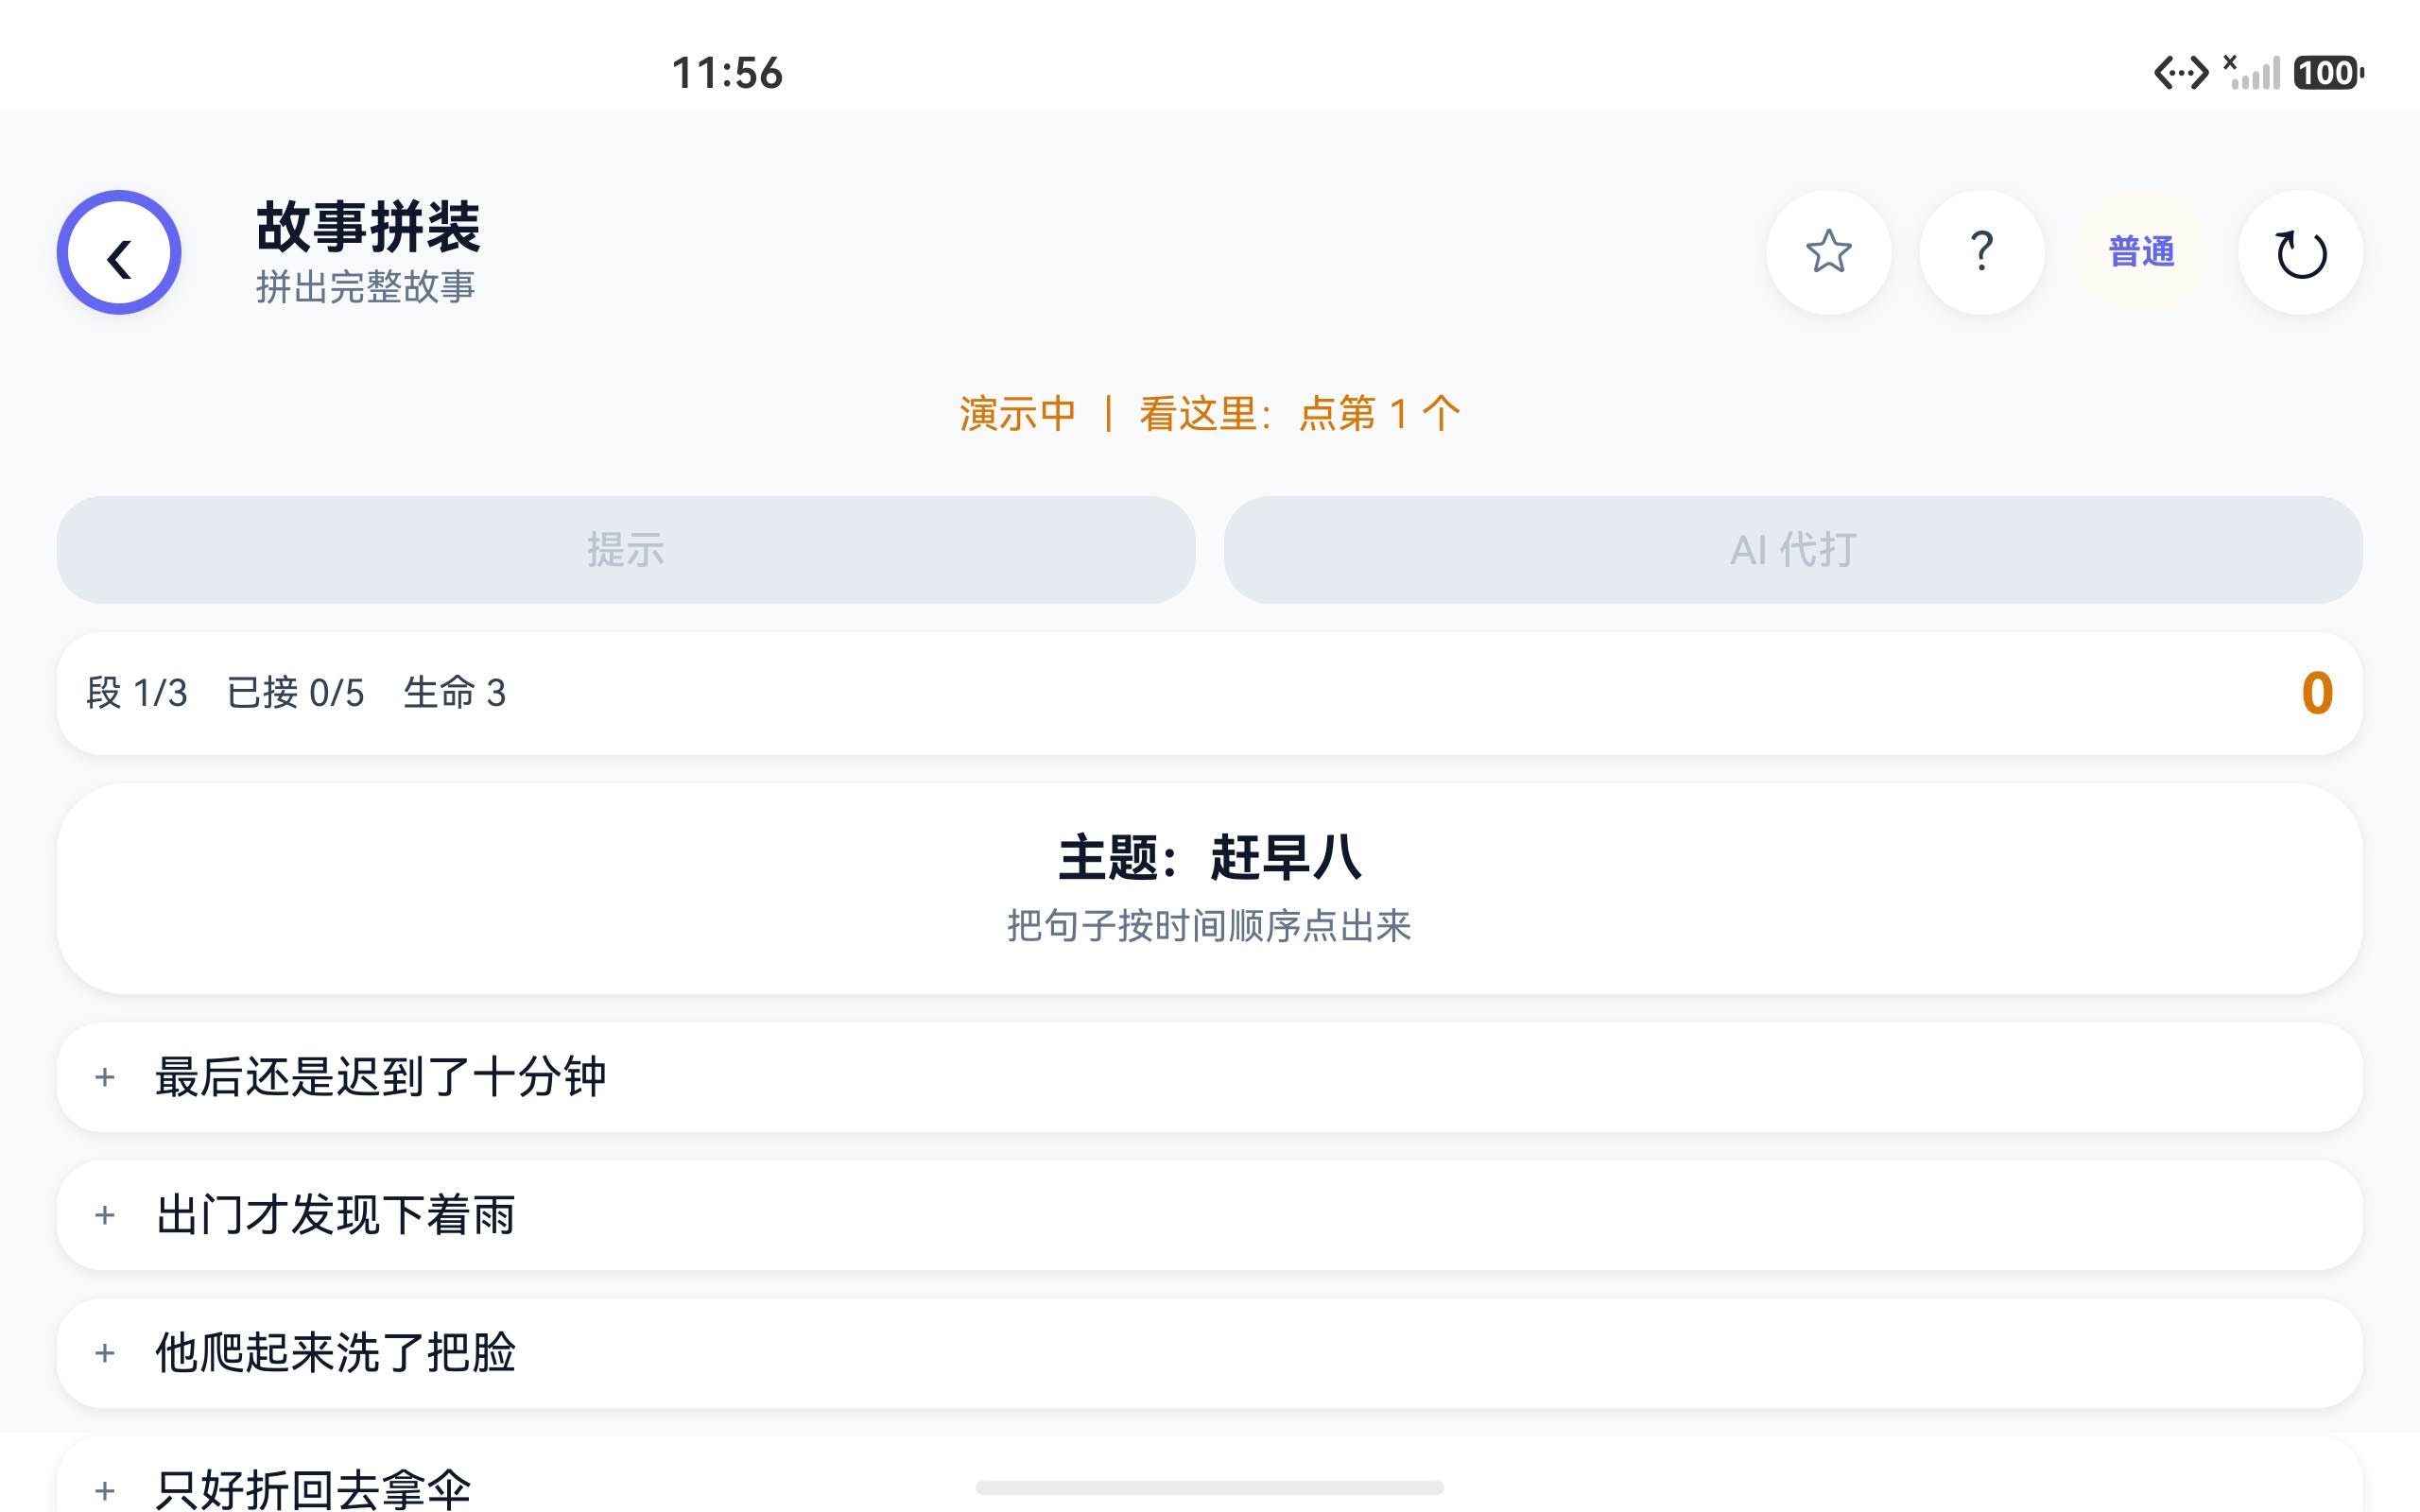 11:56
100
故事拼装
拼出完整故事
?
普通
演示中 | 看这里：点第 1 个
提示
AI 代打
段 1/3 已接 0/5 生命 3
0
主题：赶早八
把句子按时间顺序点出来
+ 最后还是迟到了十分钟
+ 出门才发现下着雨
+ 他爬起来洗了把脸
+ 只好折回去拿伞